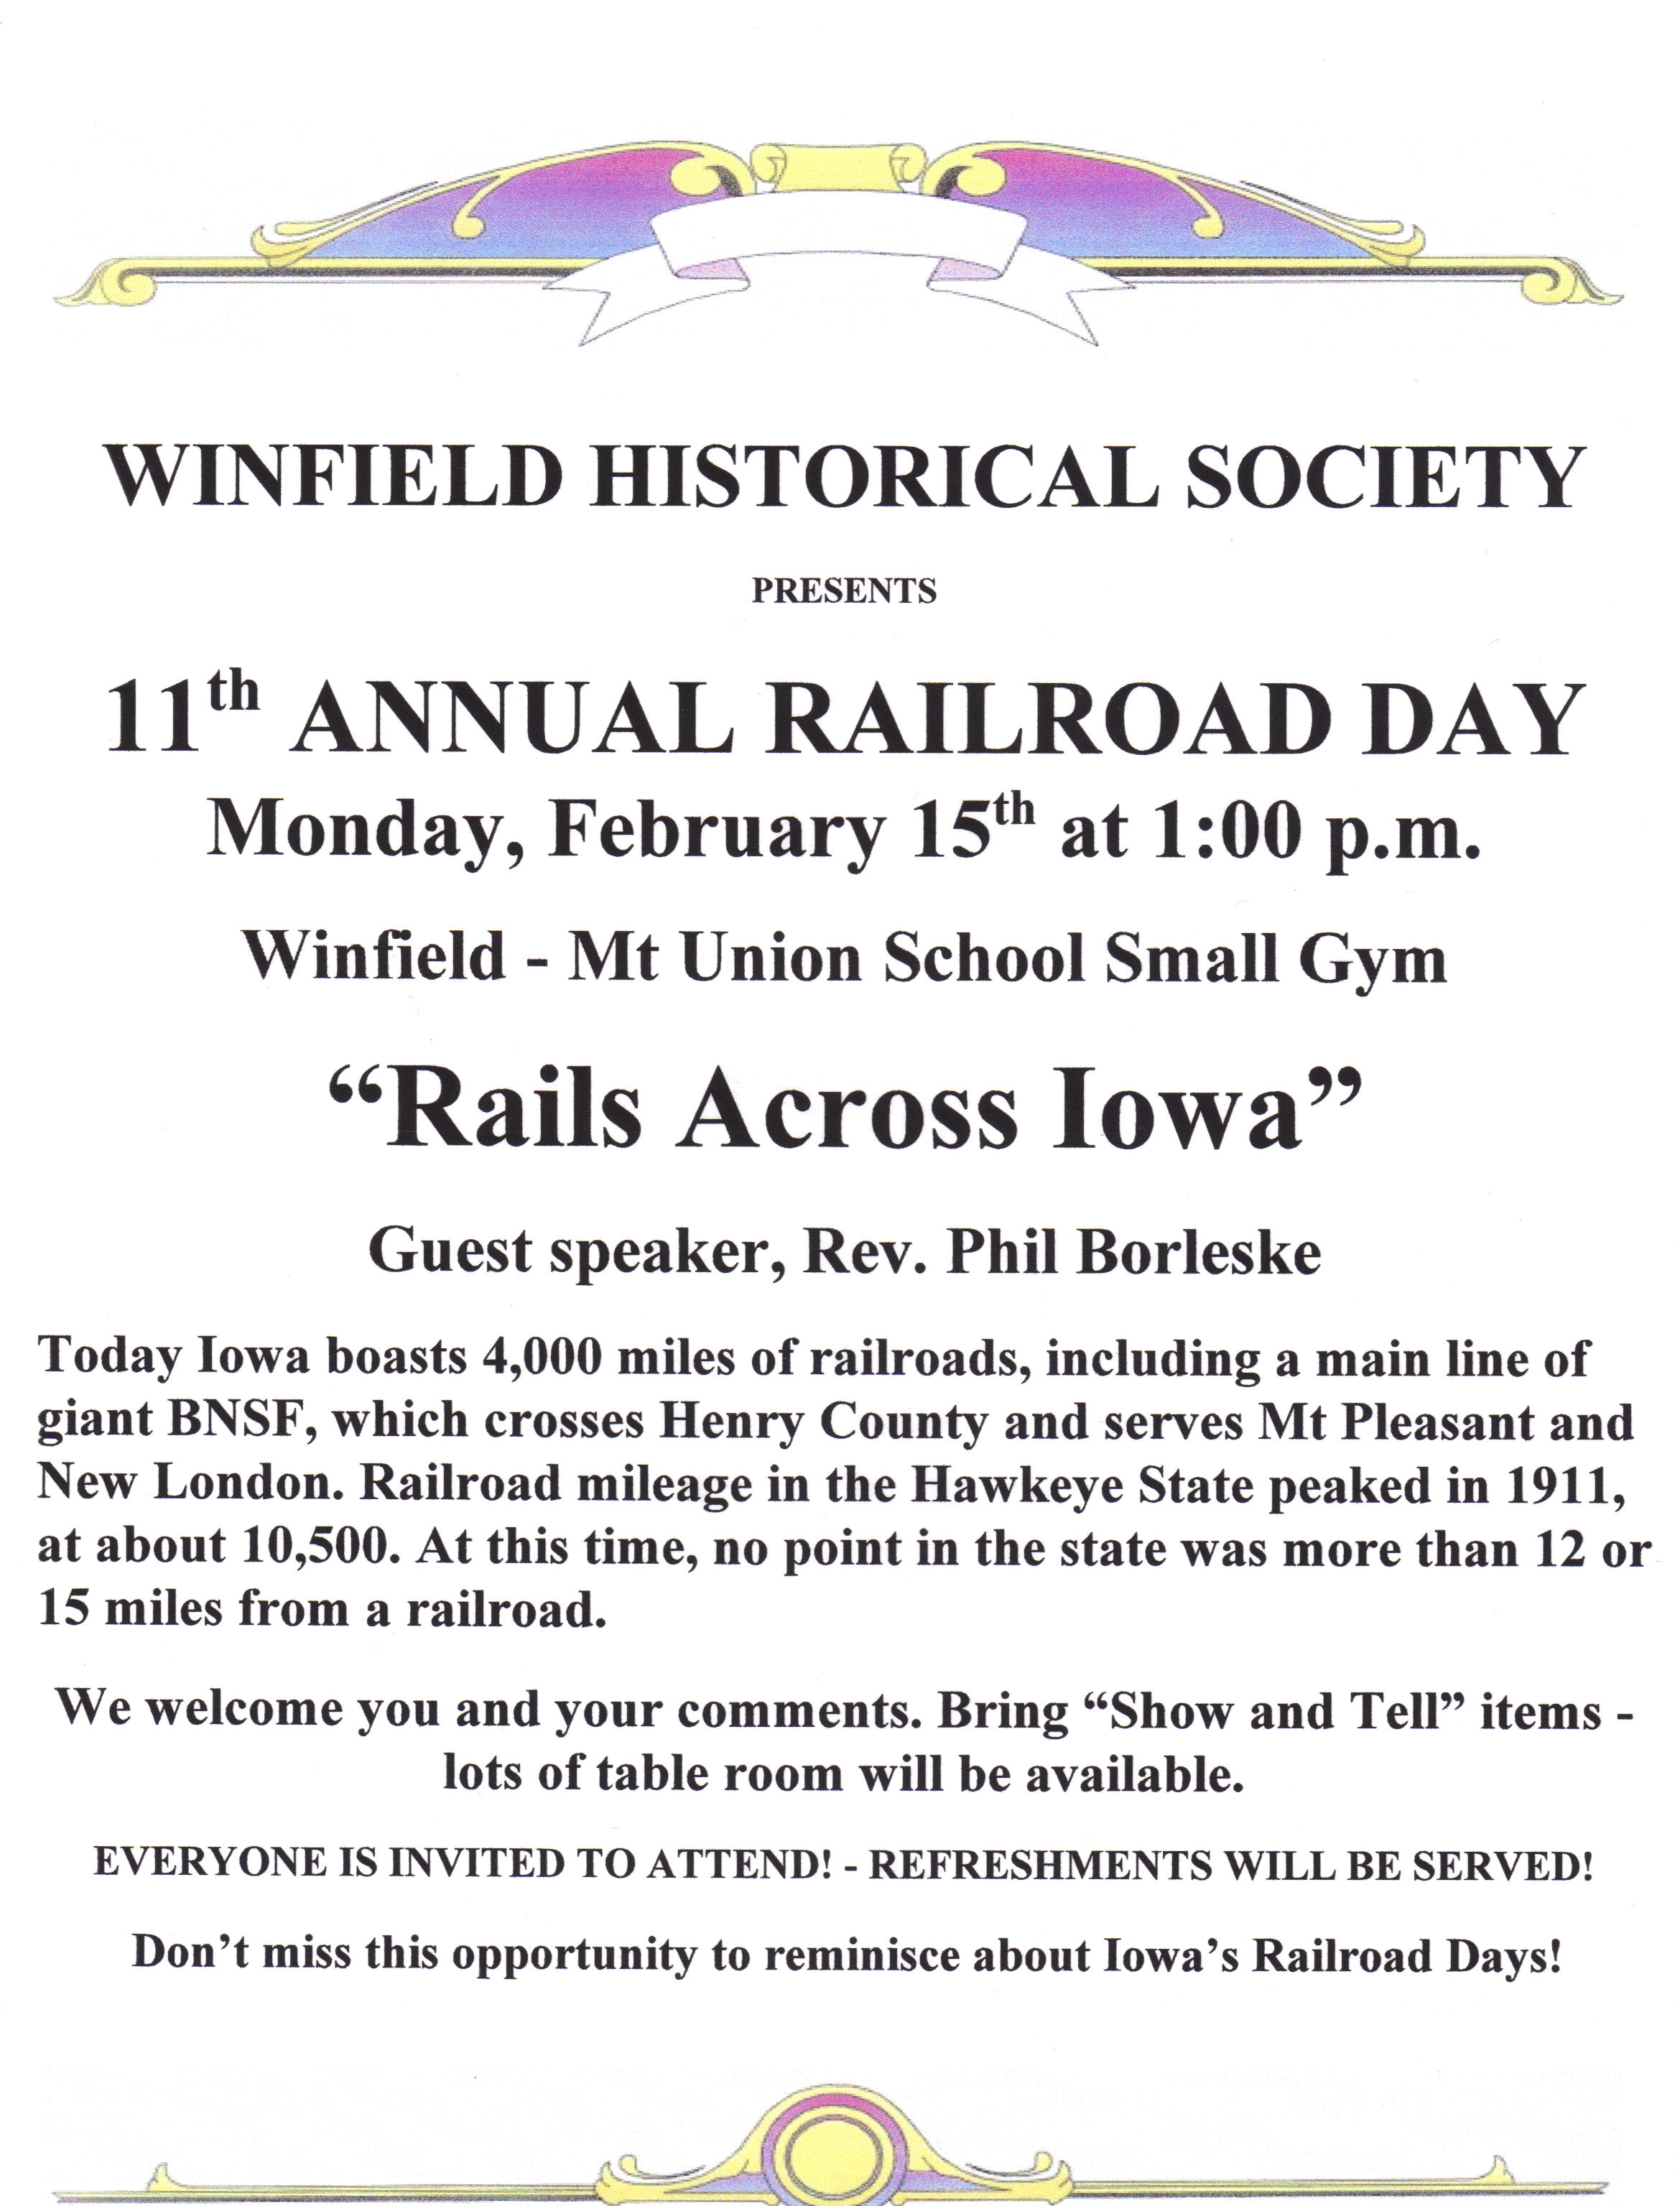 WINFIELD HISTORICAL SOCIETY
PRESENTS
11th ANNUAL RAILROAD DAY
Monday, February 15th at 1:00 p.m.
Winfield - Mt Union School Small Gym
“Rails Across Iowa”
Guest speaker, Rev. Phil Borleske
Today Iowa boasts 4,000 miles of railroads, including a main line of
giant BNSF, which crosses Henry County and serves Mt Pleasant and
New London. Railroad mileage in the Hawkeye State peaked in 1911,
at about 10,500. At this time, no point in the state was more than 12 or
15 miles from a railroad.
We welcome you and your comments. Bring “Show and Tell” items -
lots of table room will be available.
EVERYONE IS INVITED TO ATTEND! - REFRESHMENTS WILL BE SERVED!
Don’t miss this opportunity to reminisce about Iowa’s Railroad Days!